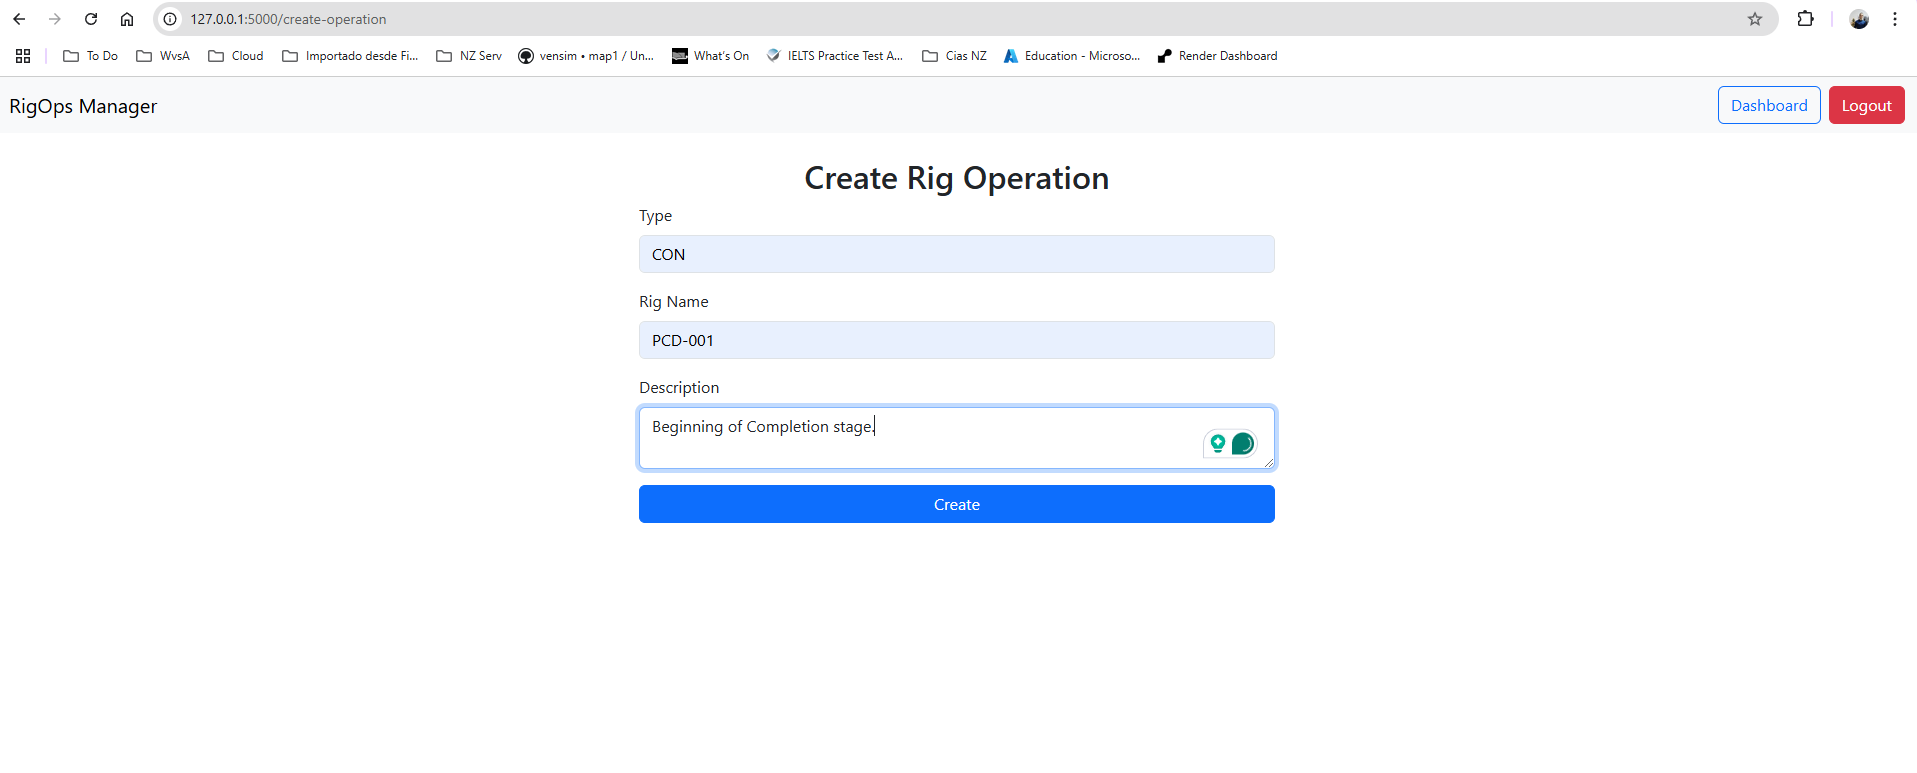 127.0.0.1:5000/create-operation
To Do WvsA Cloud Importado desde Fi... NZ Serv vensim • map1 / Un... What's On IELTS Practice Test A... Cias NZ Education - Microso... Render Dashboard
RigOps Manager Dashboard Logout
Create Rig Operation
Type
CON
Rig Name
PCD-001
Description
Beginning of Completion stage.
Create